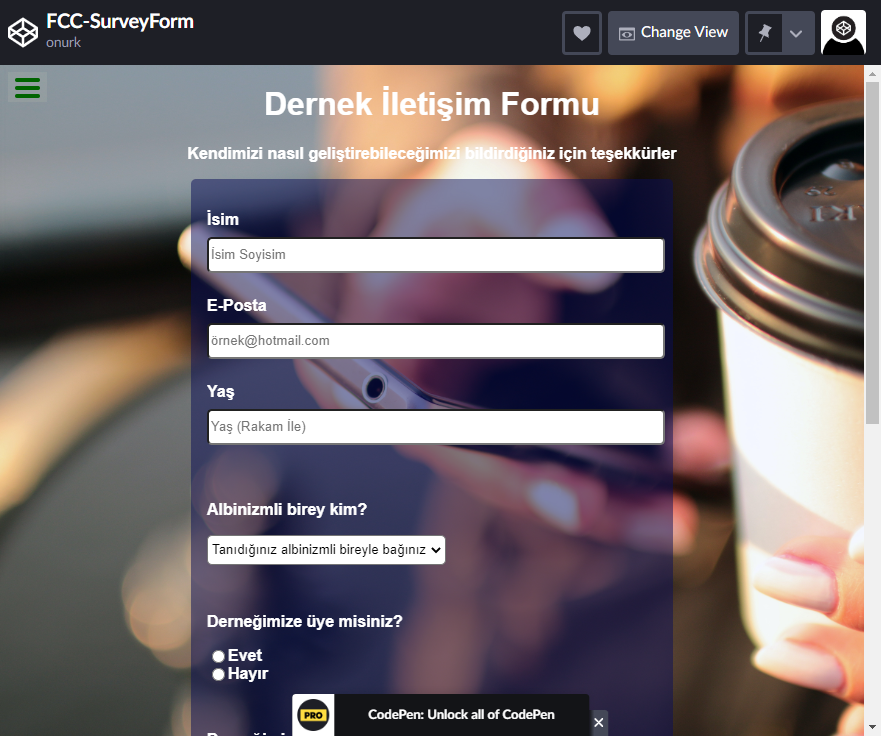 FCC-SurveyForm
onurk
Change View
Dernek İletişim Formu
Kendimizi nasıl geliştirebileceğimizi bildirdiğiniz için teşekkürler
İsim
İsim Soyisim
E-Posta
örnek@hotmail.com
Yaş
Yaş (Rakam İle)
Albinizmli birey kim?
Tanıdığınız albinizmli bireyle bağınız
Derneğimize üye misiniz?
Evet
Hayır
PRO
CodePen: Unlock all of CodePen